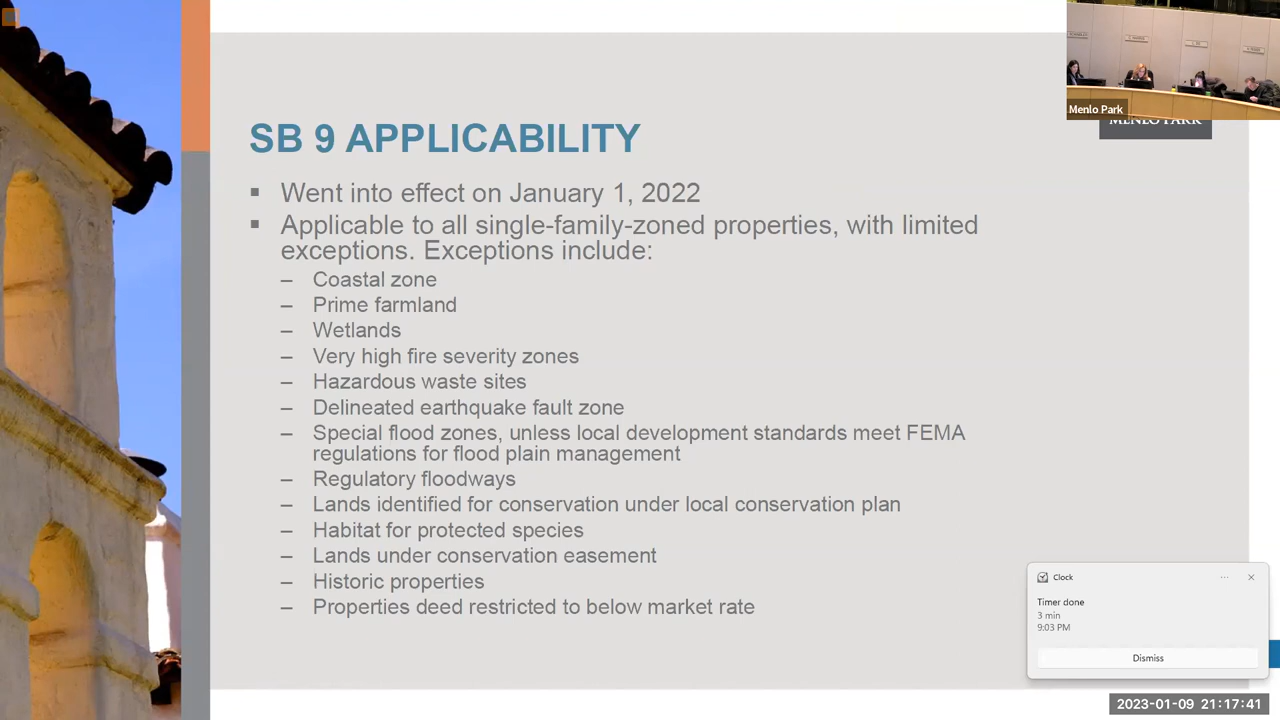 SB 9 APPLICABILITY
▪ Went into effect on January 1, 2022
▪ Applicable to all single-family-zoned properties, with limited
exceptions. Exceptions include:
– Coastal zone
– Prime farmland
– Wetlands
– Very high fire severity zones
– Hazardous waste sites
– Delineated earthquake fault zone
– Special flood zones, unless local development standards meet FEMA
regulations for flood plain management
– Regulatory floodways
– Lands identified for conservation under local conservation plan
– Habitat for protected species
– Lands under conservation easement
– Historic properties
– Properties deed restricted to below market rate
Menlo Park
MENLO PARK
Clock
Timer done
3 min
9:03 PM
Dismiss
2023-01-09 21:17:41